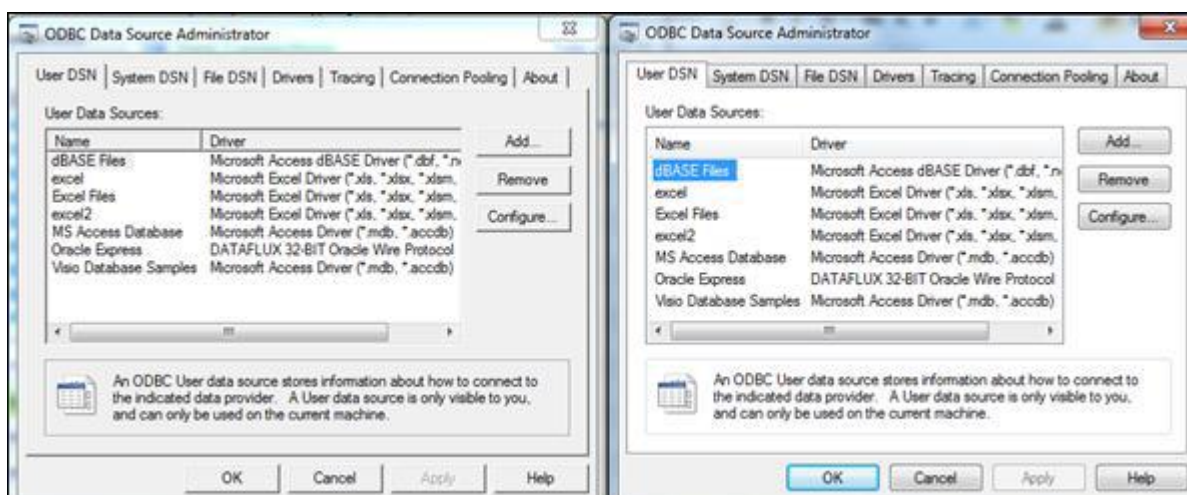 ODBC Data Source Administrator
User DSN System DSN File DSN Drivers Tracing Connection Pooling About
User Data Sources:
Name Driver
dBASE Files Microsoft Access dBASE Driver (*.dbf, *.n
excel Microsoft Excel Driver (*.xls, *.xlsx, *.xlsm,
Excel Files Microsoft Excel Driver (*.xls, *.xlsx, *.xlsm,
excel2 Microsoft Excel Driver (*.xls, *.xlsx, *.xlsm,
MS Access Database Microsoft Access Driver (*.mdb, *.accdb)
Oracle Express DATAFLUX 32-BIT Oracle Wire Protocol
Visio Database Samples Microsoft Access Driver (*.mdb, *.accdb)
Add...
Remove
Configure...
An ODBC User data source stores information about how to connect to
the indicated data provider. A User data source is only visible to you,
and can only be used on the current machine.
OK Cancel Apply Help
ODBC Data Source Administrator
User DSN System DSN File DSN Drivers Tracing Connection Pooling About
User Data Sources:
Name Driver
dBASE Files Microsoft Access dBASE Driver (*.dbf, *.n
excel Microsoft Excel Driver (*.xls, *.xlsx, *.xlsm,
Excel Files Microsoft Excel Driver (*.xls, *.xlsx, *.xlsm,
excel2 Microsoft Excel Driver (*.xls, *.xlsx, *.xlsm,
MS Access Database Microsoft Access Driver (*.mdb, *.accdb)
Oracle Express DATAFLUX 32-BIT Oracle Wire Protocol
Visio Database Samples Microsoft Access Driver (*.mdb, *.accdb)
Add...
Remove
Configure...
An ODBC User data source stores information about how to connect to
the indicated data provider. A User data source is only visible to you,
and can only be used on the current machine.
OK Cancel Apply Help